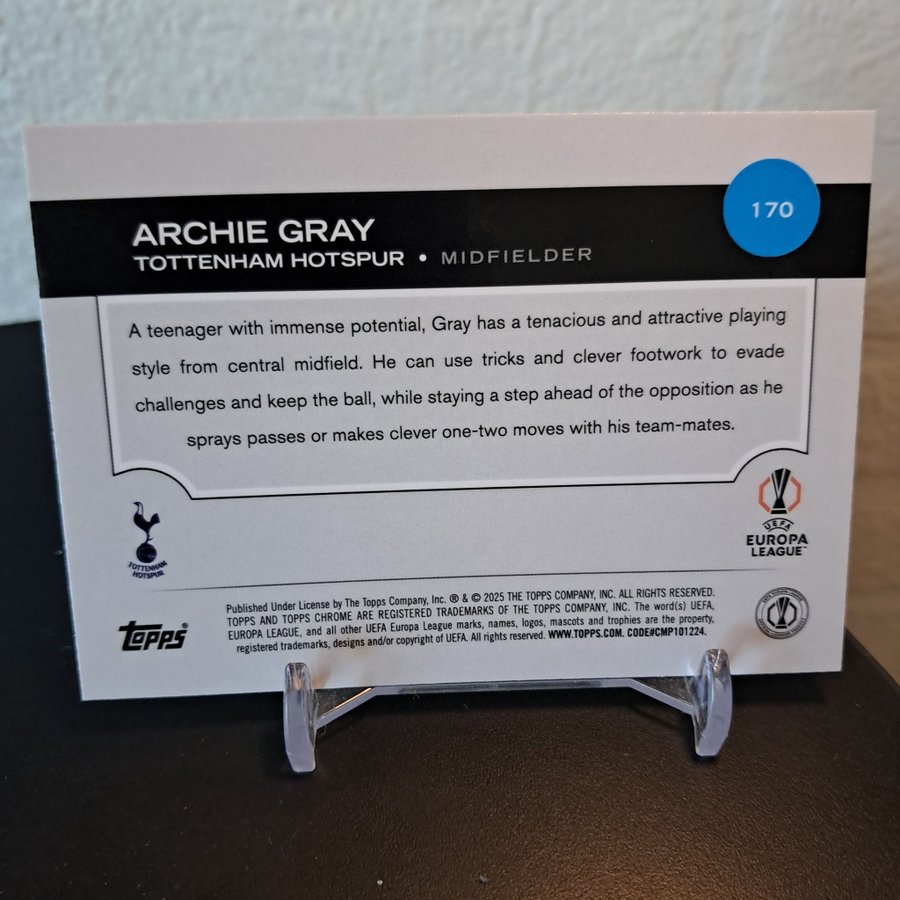 170
ARCHIE GRAY
TOTTENHAM HOTSPUR • MIDFIELDER
A teenager with immense potential, Gray has a tenacious and attractive playing
style from central midfield. He can use tricks and clever footwork to evade
challenges and keep the ball, while staying a step ahead of the opposition as he
sprays passes or makes clever one-two moves with his team-mates.
TOTTENHAM
HOTSPUR
UEFA
EUROPA
LEAGUE™
topps®
Published Under License by The Topps Company, Inc. ® & © 2025 THE TOPPS COMPANY, INC. ALL RIGHTS RESERVED.
TOPPS AND TOPPS CHROME ARE REGISTERED TRADEMARKS OF THE TOPPS COMPANY, INC. The word(s) UEFA,
EUROPA LEAGUE, and all other UEFA Europa League marks, names, logos, mascots and trophies are the property,
registered trademarks, designs and/or copyright of UEFA. All rights reserved. WWW.TOPPS.COM. CODE#CMP101224.